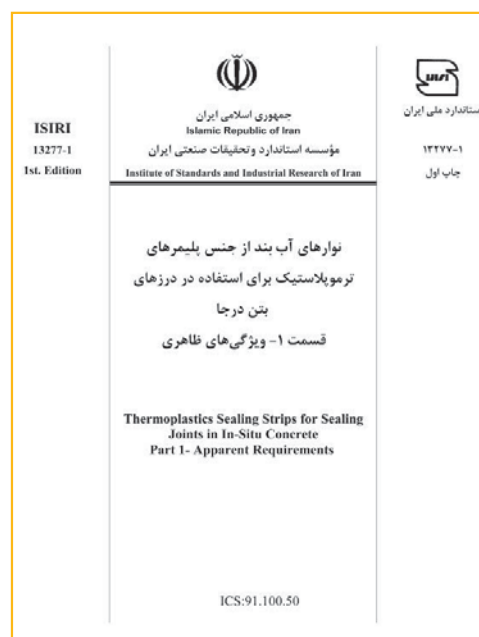 ISIRI
13277-1
1st. Edition
جمهوری اسلامی ایران
Islamic Republic of Iran
مؤسسه استاندارد وتحقیقات صنعتی ایران
Institute of Standards and Industrial Research of Iran
استاندارد ملی ایران
۱۳۲۷۷-۱
چاپ اول
نوارهای آب بند از جنس پلیمرهای
ترموپلاستیک برای استفاده در درزهای
بتن درجا
قسمت ۱- ویژگی‌های ظاهری
Thermoplastics Sealing Strips for Sealing
Joints in In-Situ Concrete
Part 1- Apparent Requirements
ICS:91.100.50